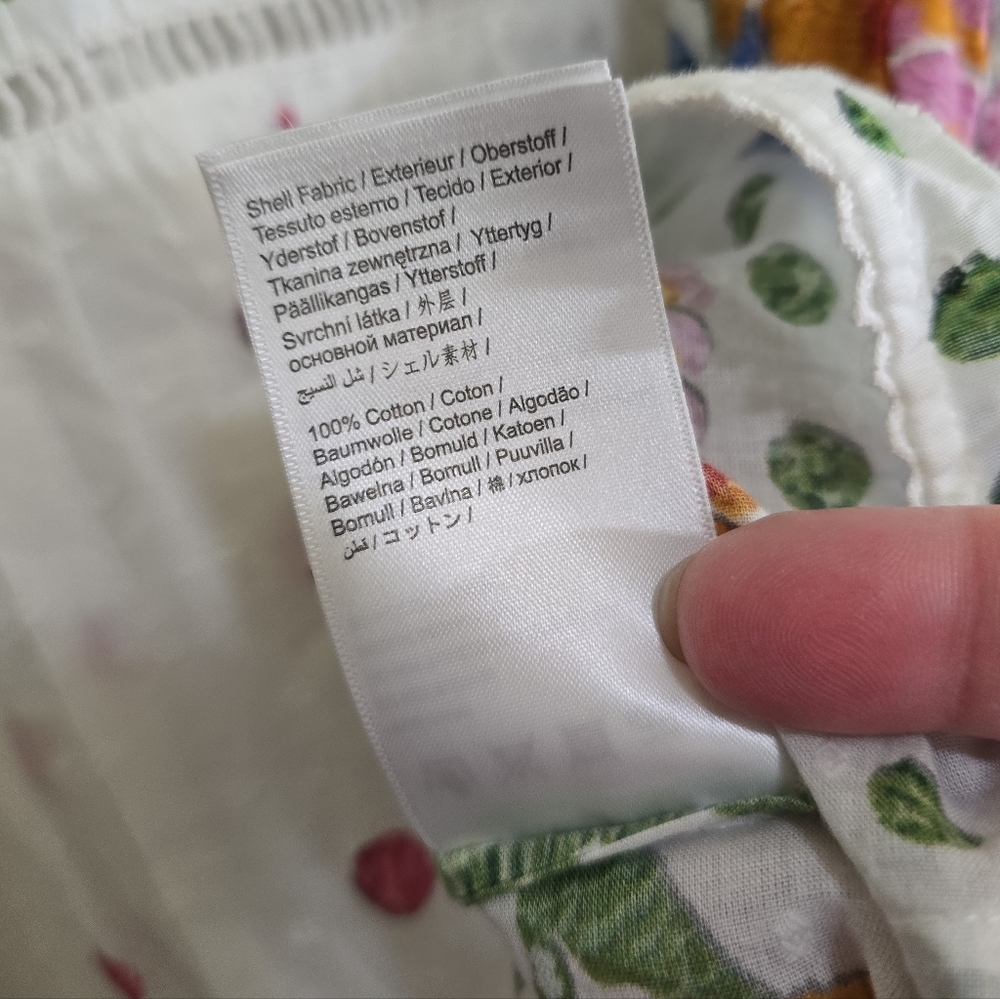 Shell Fabric / Exterieur / Oberstoff /
Tessuto esterno / Tecido / Exterior /
Yderstof / Bovenstof /
Tkanina zewnętrzna / Yttertyg /
Päällikangas / Ytterstoff /
Svrchní látka / 外层 /
основной материал /
شل النسيج / シェル素材 /
100% Cotton / Coton /
Baumwolle / Cotone / Algodão /
Algodón / Bomuld / Katoen /
Bawełna / Bomull / Puuvilla /
Bomull / Bavlna / 棉 / хлопок /
قطن / コットン /